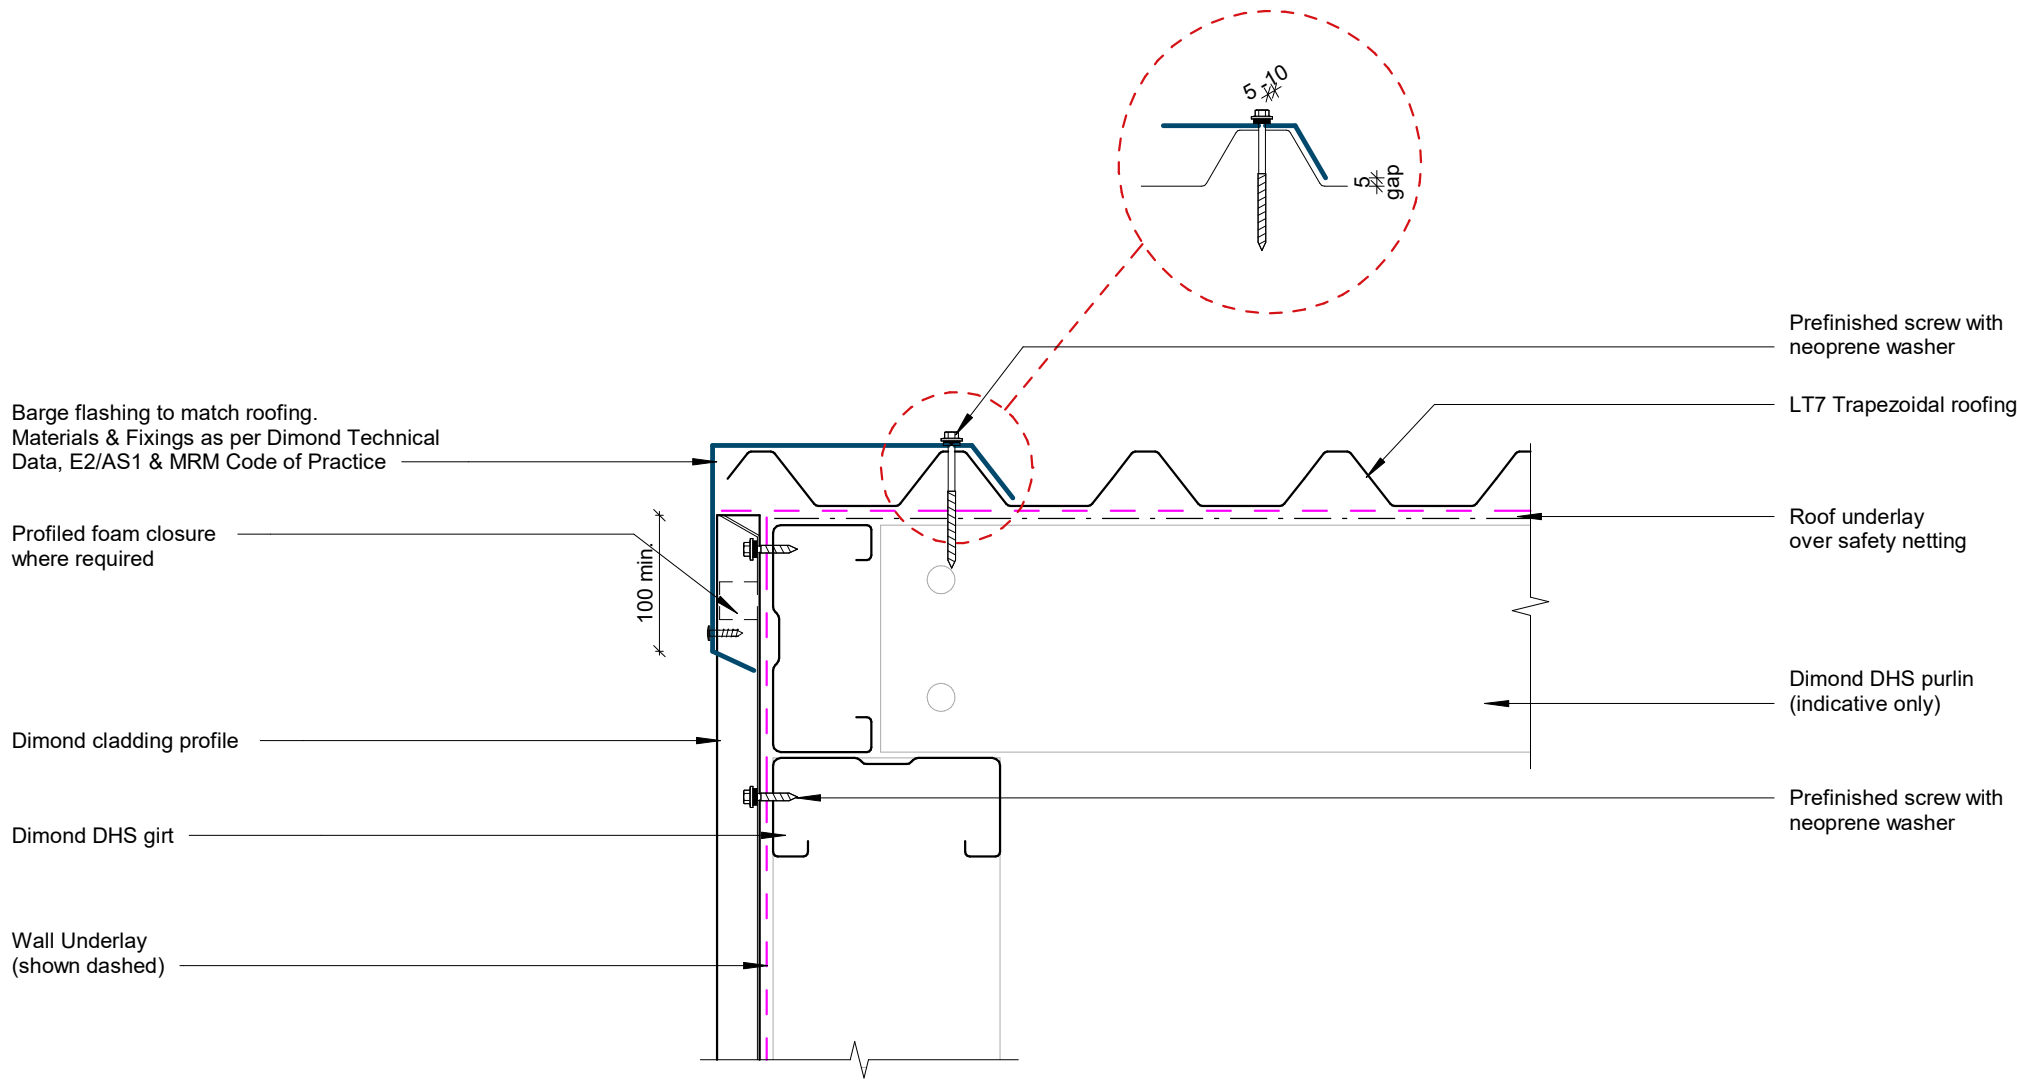 5 -10
5
gap
Prefinished screw with
neoprene washer
LT7 Trapezoidal roofing
Barge flashing to match roofing.
Materials & Fixings as per Dimond Technical
Data, E2/AS1 & MRM Code of Practice
Roof underlay
over safety netting
Profiled foam closure
where required
100 min.
Dimond DHS purlin
(indicative only)
Dimond cladding profile
Prefinished screw with
neoprene washer
Dimond DHS girt
Wall Underlay
(shown dashed)